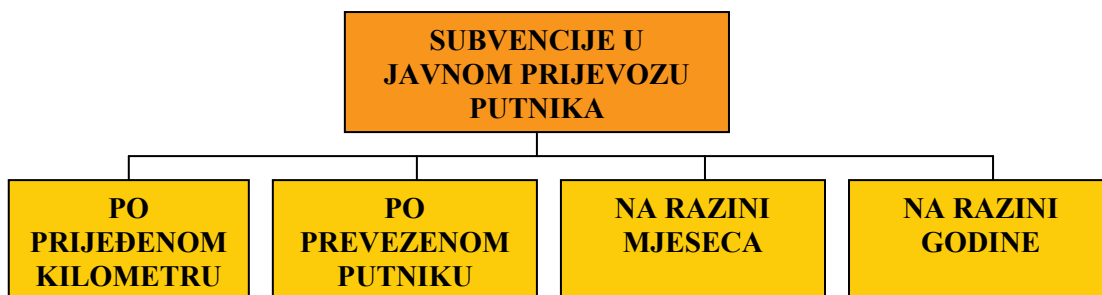 SUBVENCIJE U
JAVNOM PRIJEVOZU
PUTNIKA
PO
PRIJEĐENOM
KILOMETRU
PO
PREVEZENOM
PUTNIKU
NA RAZINI
MJESECA
NA RAZINI
GODINE